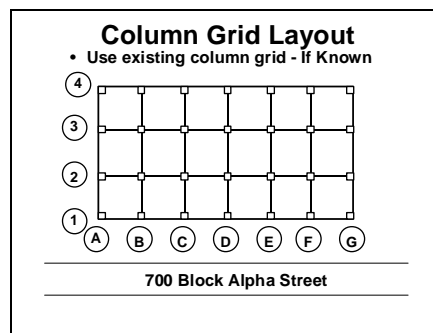 Column Grid Layout
• Use existing column grid - If Known
4
3
2
1
A B C D E F G
700 Block Alpha Street